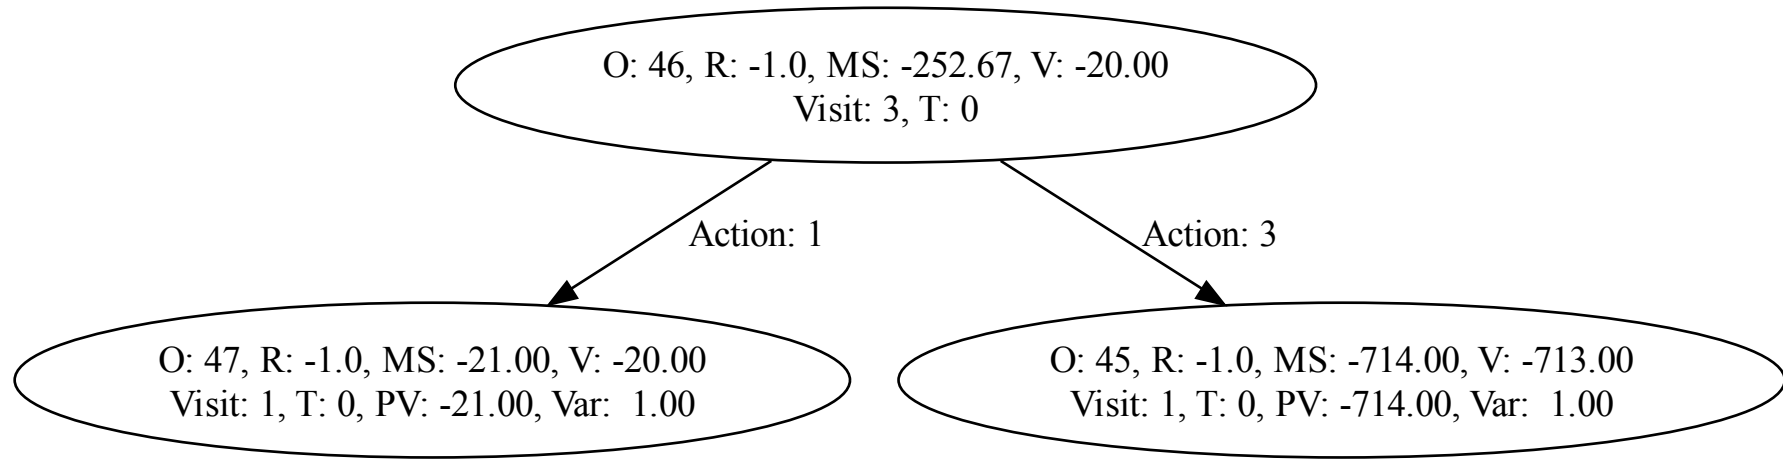 O: 46, R: -1.0, MS: -252.67, V: -20.00
Visit: 3, T: 0
Action: 1
Action: 3
O: 47, R: -1.0, MS: -21.00, V: -20.00
Visit: 1, T: 0, PV: -21.00, Var:  1.00
O: 45, R: -1.0, MS: -714.00, V: -713.00
Visit: 1, T: 0, PV: -714.00, Var:  1.00